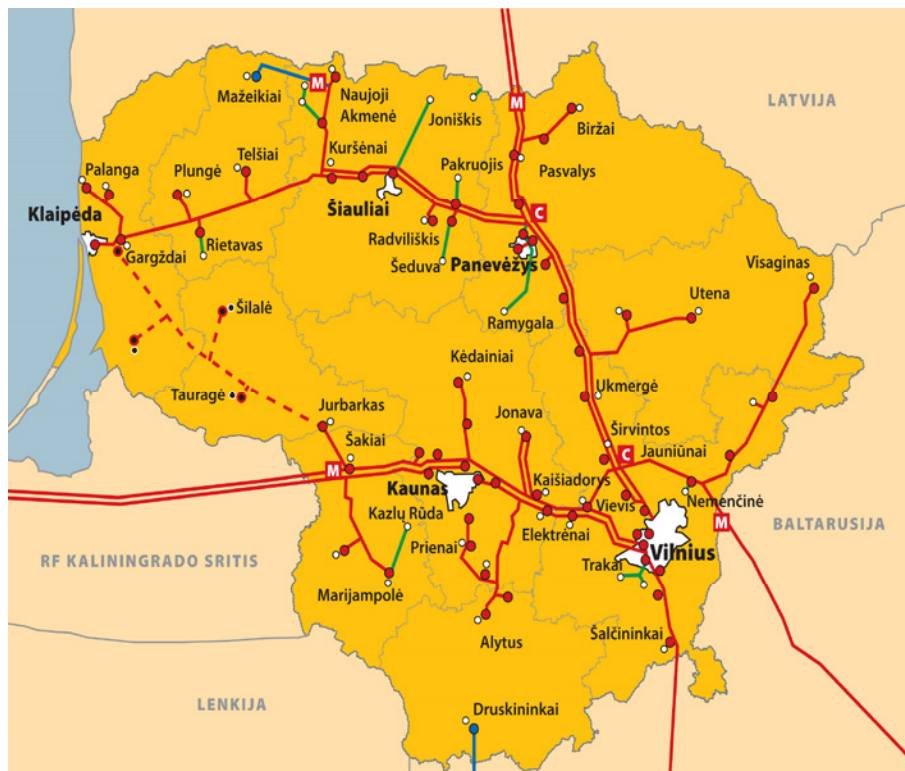 M
LATVIJA
Mažeikiai
M
Naujoji
Akmenė
Joniškis
M
Biržai
Telšiai
Kuršėnai
Pakruojis
Pasvalys
Palanga
Plungė
Klaipėda
Šiauliai
C
Radviliškis
Rietavas
Gargždai
Šeduva
Panevėžys
Visaginas
Šilalė
Utena
Ramygala
Kėdainiai
Tauragė
Ukmergė
Jurbarkas
Jonava
Širvintos
Šakiai
Jauniūnai
M
C
Kaunas
Kaišiadorys
Nemenčinė
Kazlų Rūda
Vievis
M
BALTARUSIJA
Elektrėnai
Prienai
Vilnius
RF KALININGRADO SRITIS
Trakai
Marijampolė
Alytus
Šalčininkai
LENKIJA
Druskininkai